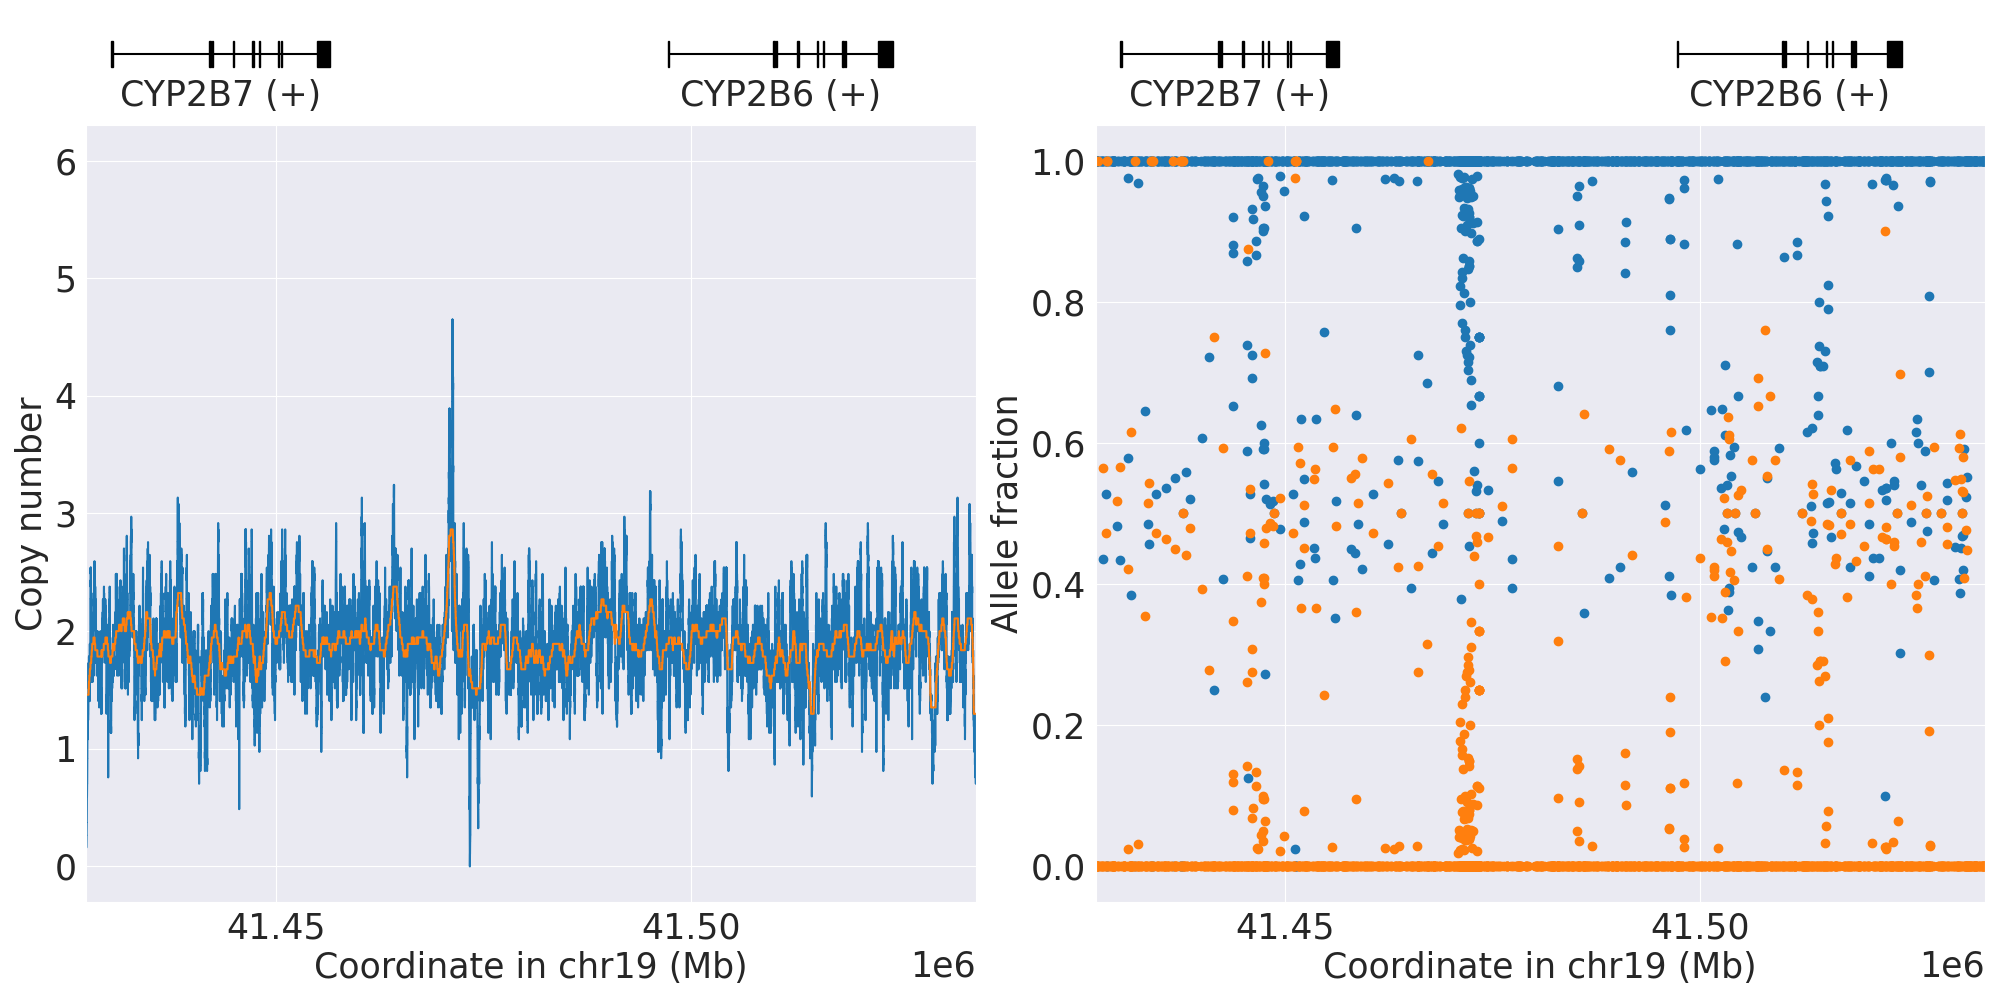 CYP2B7 (+)
CYP2B6 (+)
6
5
4
3
2
1
0
Copy number
41.45
41.50
Coordinate in chr19 (Mb)
1e6
CYP2B7 (+)
CYP2B6 (+)
1.0
0.8
0.6
0.4
0.2
0.0
Allele fraction
41.45
41.50
Coordinate in chr19 (Mb)
1e6